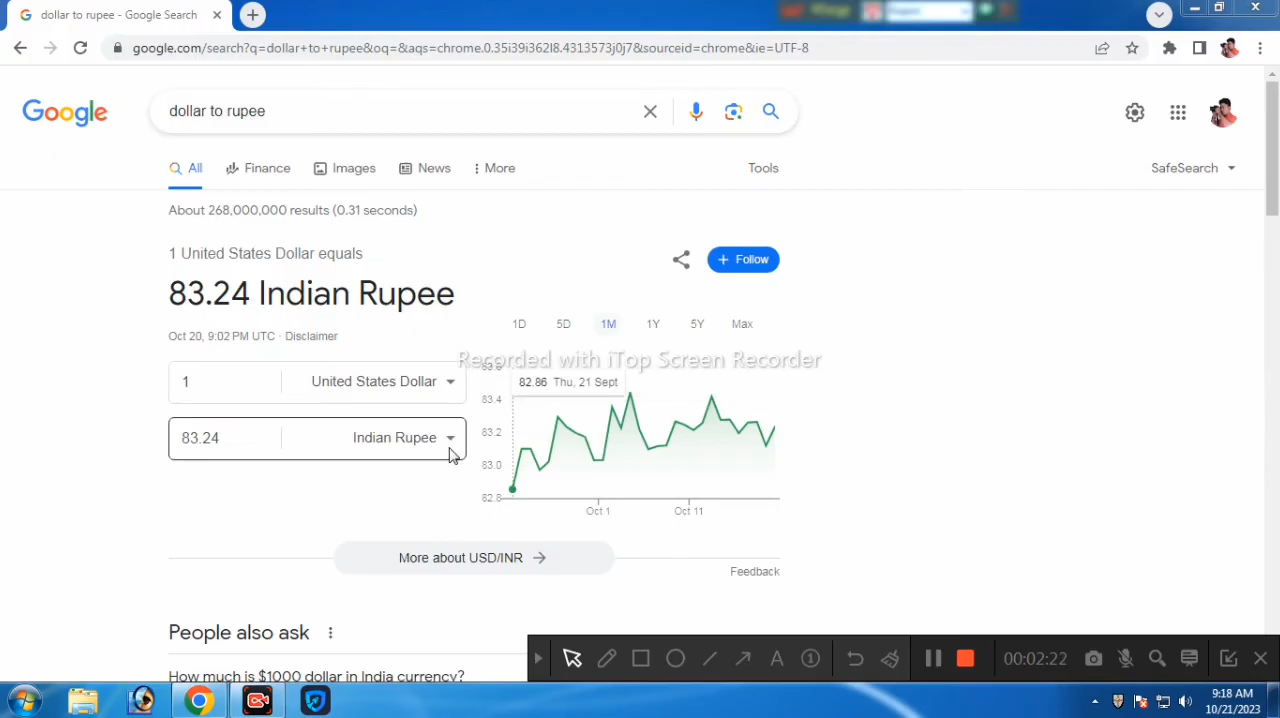 dollar to rupee - Google Search
google.com/search?q=dollar+to+rupee&oq=&aqs=chrome.0.35i39i362l8.4313573j0j7&sourceid=chrome&ie=UTF-8
Google
dollar to rupee
All
Finance
Images
News
More
Tools
SafeSearch
About 268,000,000 results (0.31 seconds)
1 United States Dollar equals
83.24 Indian Rupee
Follow
Oct 20, 9:02 PM UTC · Disclaimer
1D 5D 1M 1Y 5Y Max
Recorded with iTop Screen Recorder
1 United States Dollar
83.24 Indian Rupee
82.86 Thu, 21 Sept
83.4
83.2
83.0
Oct 1
Oct 11
More about USD/INR
Feedback
People also ask
How much is $1000 dollar in India currency?
00:02:22
9:18 AM
10/21/2023